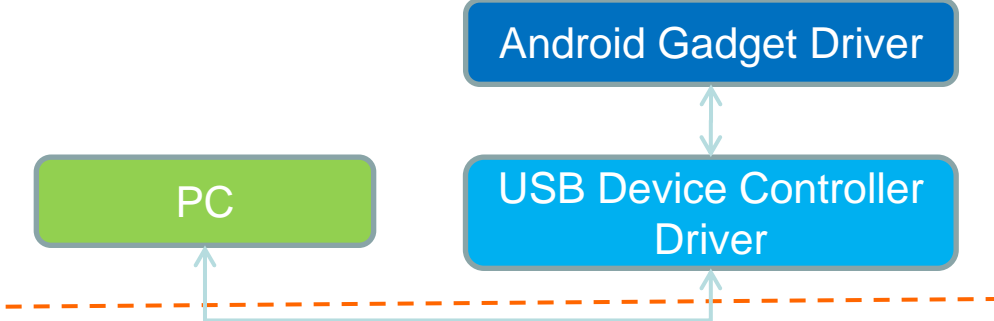 Android Gadget Driver
PC
USB Device Controller
Driver